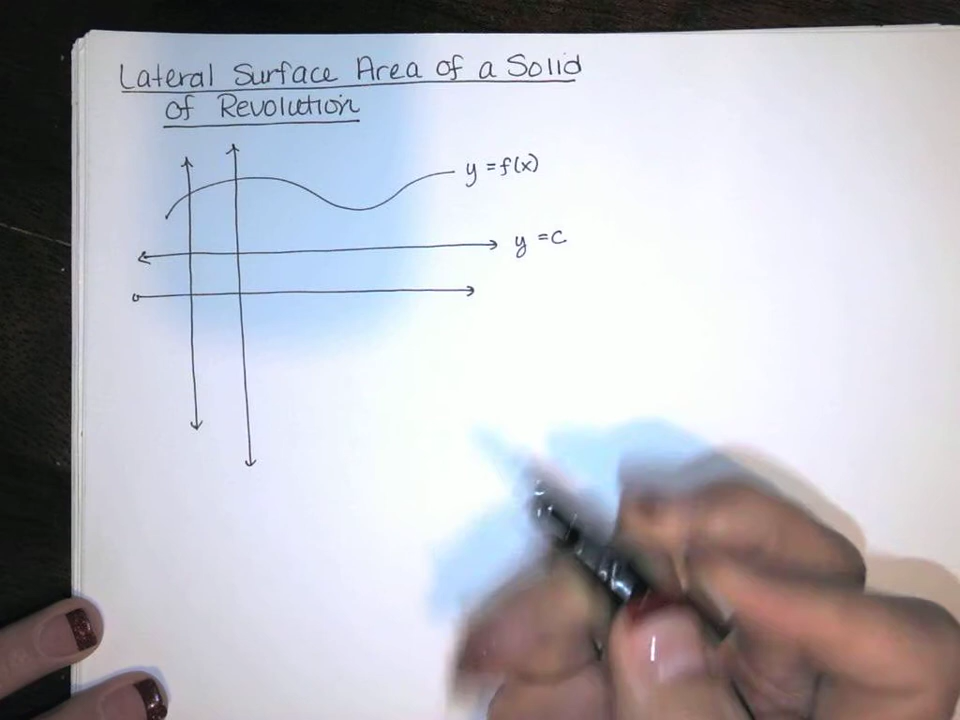 Lateral Surface Area of a Solid
of Revolution
y = f(x)
y = c